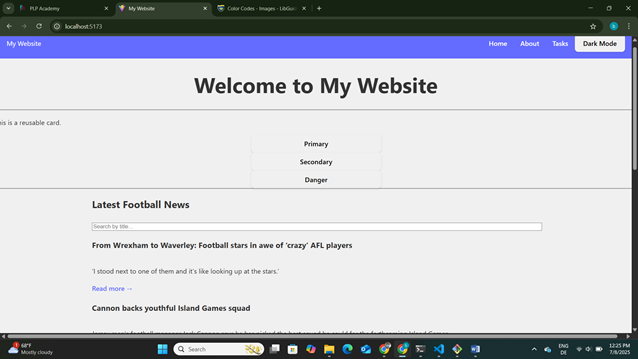 PLP Academy
My Website
Color Codes - Images - LibGui
localhost:5173
My Website
Home
About
Tasks
Dark Mode
Welcome to My Website
his is a reusable card.
Primary
Secondary
Danger
Latest Football News
Search by title...
From Wrexham to Waverley: Football stars in awe of 'crazy' AFL players
'I stood next to one of them and it's like looking up at the stars.'
Read more →
Cannon backs youthful Island Games squad
68°F
Mostly cloudy
Search
ENG
DE
12:25 PM
7/8/2025